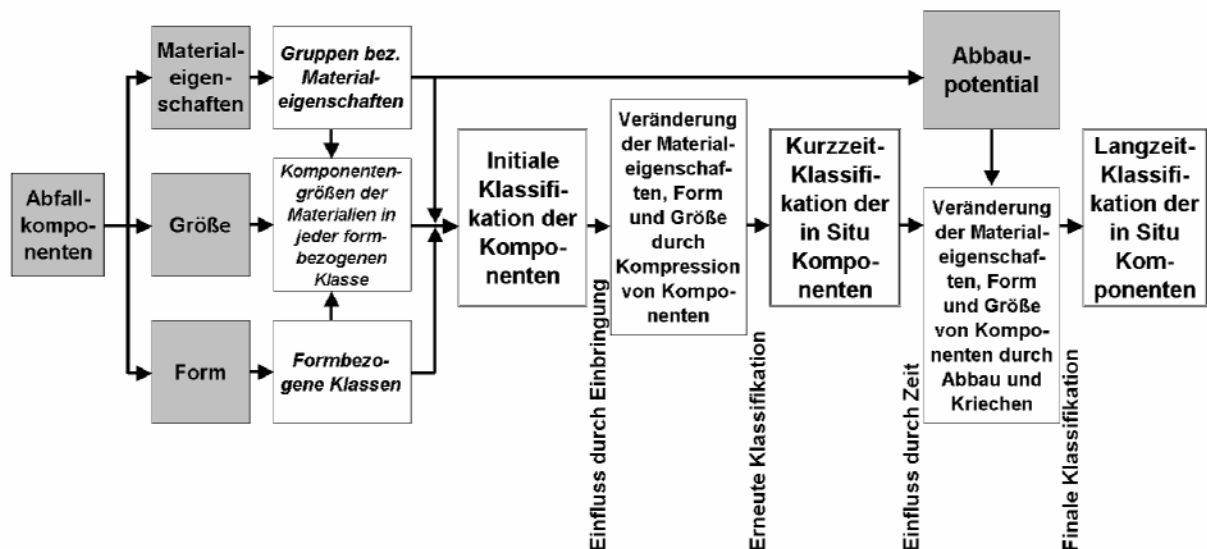 Abfall-
kompo-
nenten
Material-
eigen-
schaften
Größe
Form
Gruppen bez.
Material-
eigenschaften
Komponenten-
größen der
Materialien in
jeder form-
bezogenen
Klasse
Formbezo-
gene Klassen
Initiale
Klassifi-
kation der
Kompo-
nenten
Einfluss durch Einbringung
Veränderung
der Material-
eigenschaf-
ten, Form
und Größe
durch
Kompression
von Kompo-
nenten
Erneute Klassifikation
Kurzzeit-
Klassifi-
kation der
in Situ
Kompo-
nenten
Einfluss durch Zeit
Abbau-
potential
Veränderung
der Material-
eigenschaf-
ten, Form
und Größe
von Kompo-
nenten durch
Abbau und
Kriechen
Finale Klassifikation
Langzeit-
Klassifi-
kation der
in Situ
Kom-
ponenten